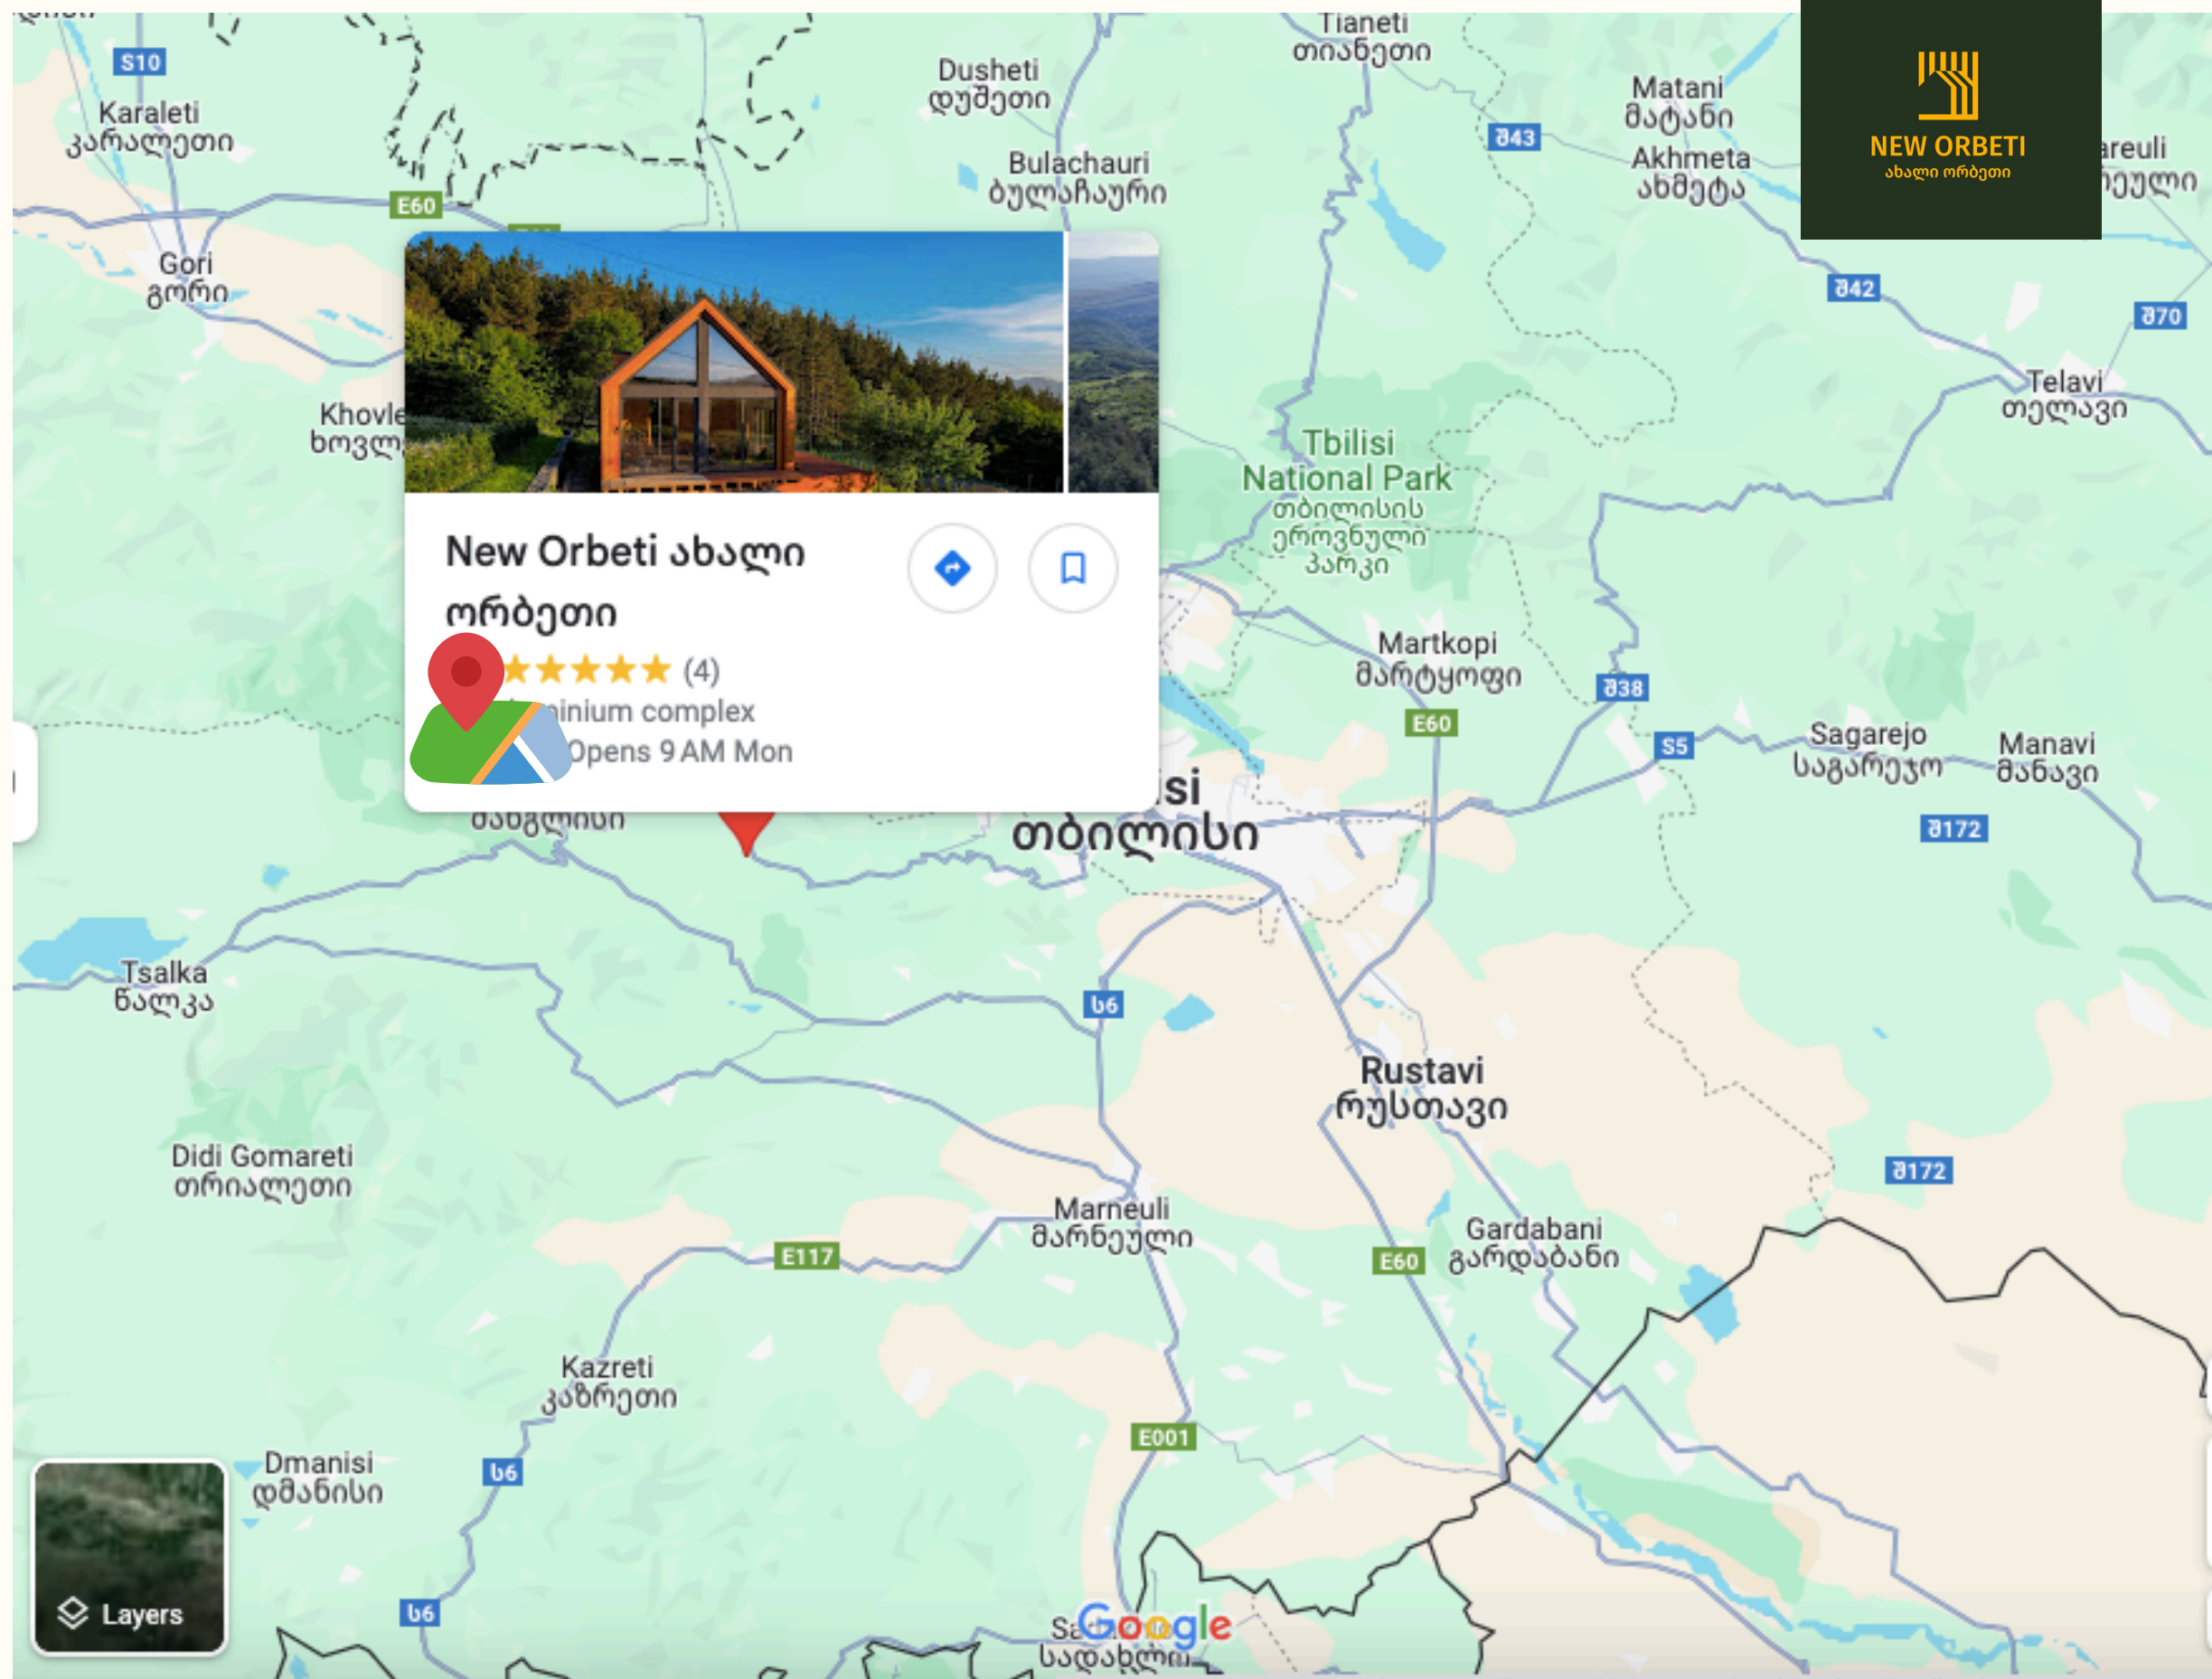 S10
Karaleti
კარალეთი
Dusheti
დუშეთი
Tianeti
თიანეთი
Matani
მატანი
Akhmeta
ახმეტა
შ43
NEW ORBETI
ახალი ორბეთი
Bulachauri
ბულაჩაური
E60
Gori
გორი
შ42
შ70
Telavi
თელავი
Tbilisi
National Park
თბილისის
ეროვნული
პარკი
New Orbeti ახალი
ორბეთი
(4)
complex
Opens 9 AM Mon
Martkopi
მარტყოფი
შ38
E60
S5
Sagarejo
საგარეჯო
Manavi
მანავი
შ172
მანგლისი
თბილისი
Tsalka
წალკა
ს6
Rustavi
რუსთავი
Didi Gomareti
თრიალეთი
შ172
Marneuli
მარნეული
Gardabani
გარდაბანი
E117
E60
Kazreti
კაზრეთი
E001
Dmanisi
დმანისი
ს6
Layers
ს6
Google
სადახლო